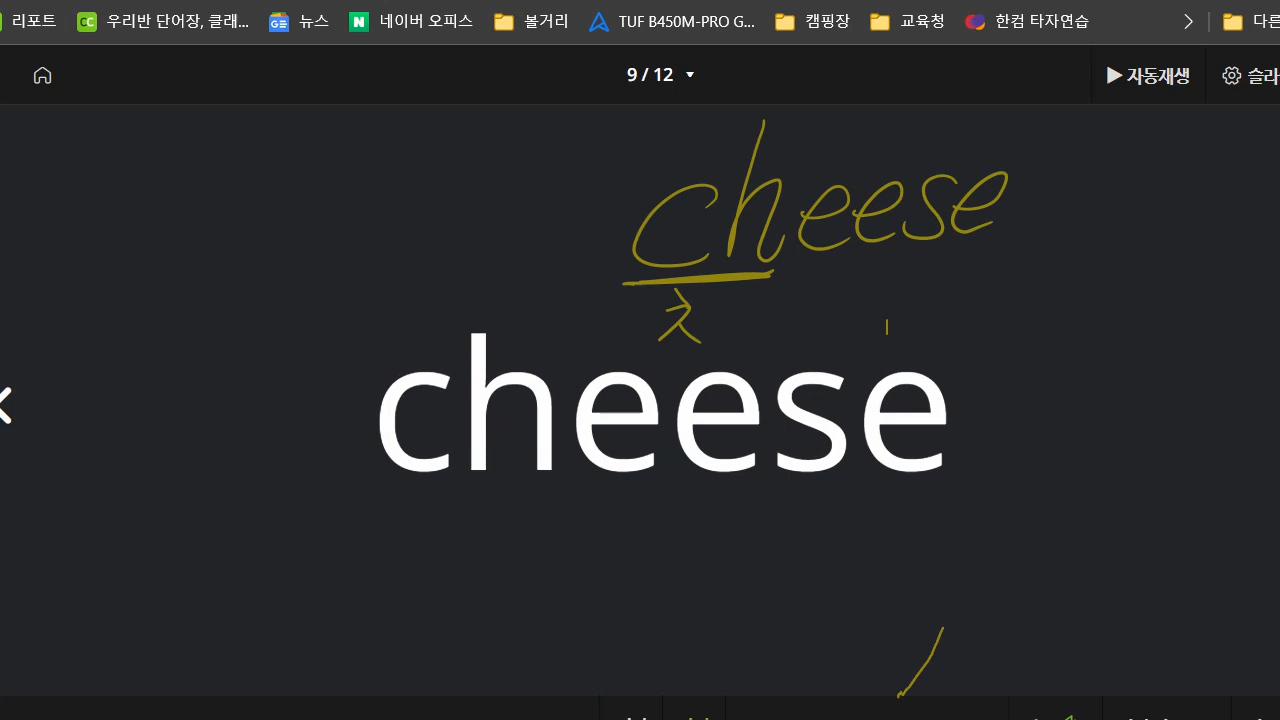 리포트 CC 우리반 단어장, 클래... GE 뉴스 N 네이버 오피스 볼거리 TUF B450M-PRO G... 캠핑장 교육청 한컴 타자연습 다른
9 / 12 ▶ 자동재생 슬라
cheese
ㅊ
cheese